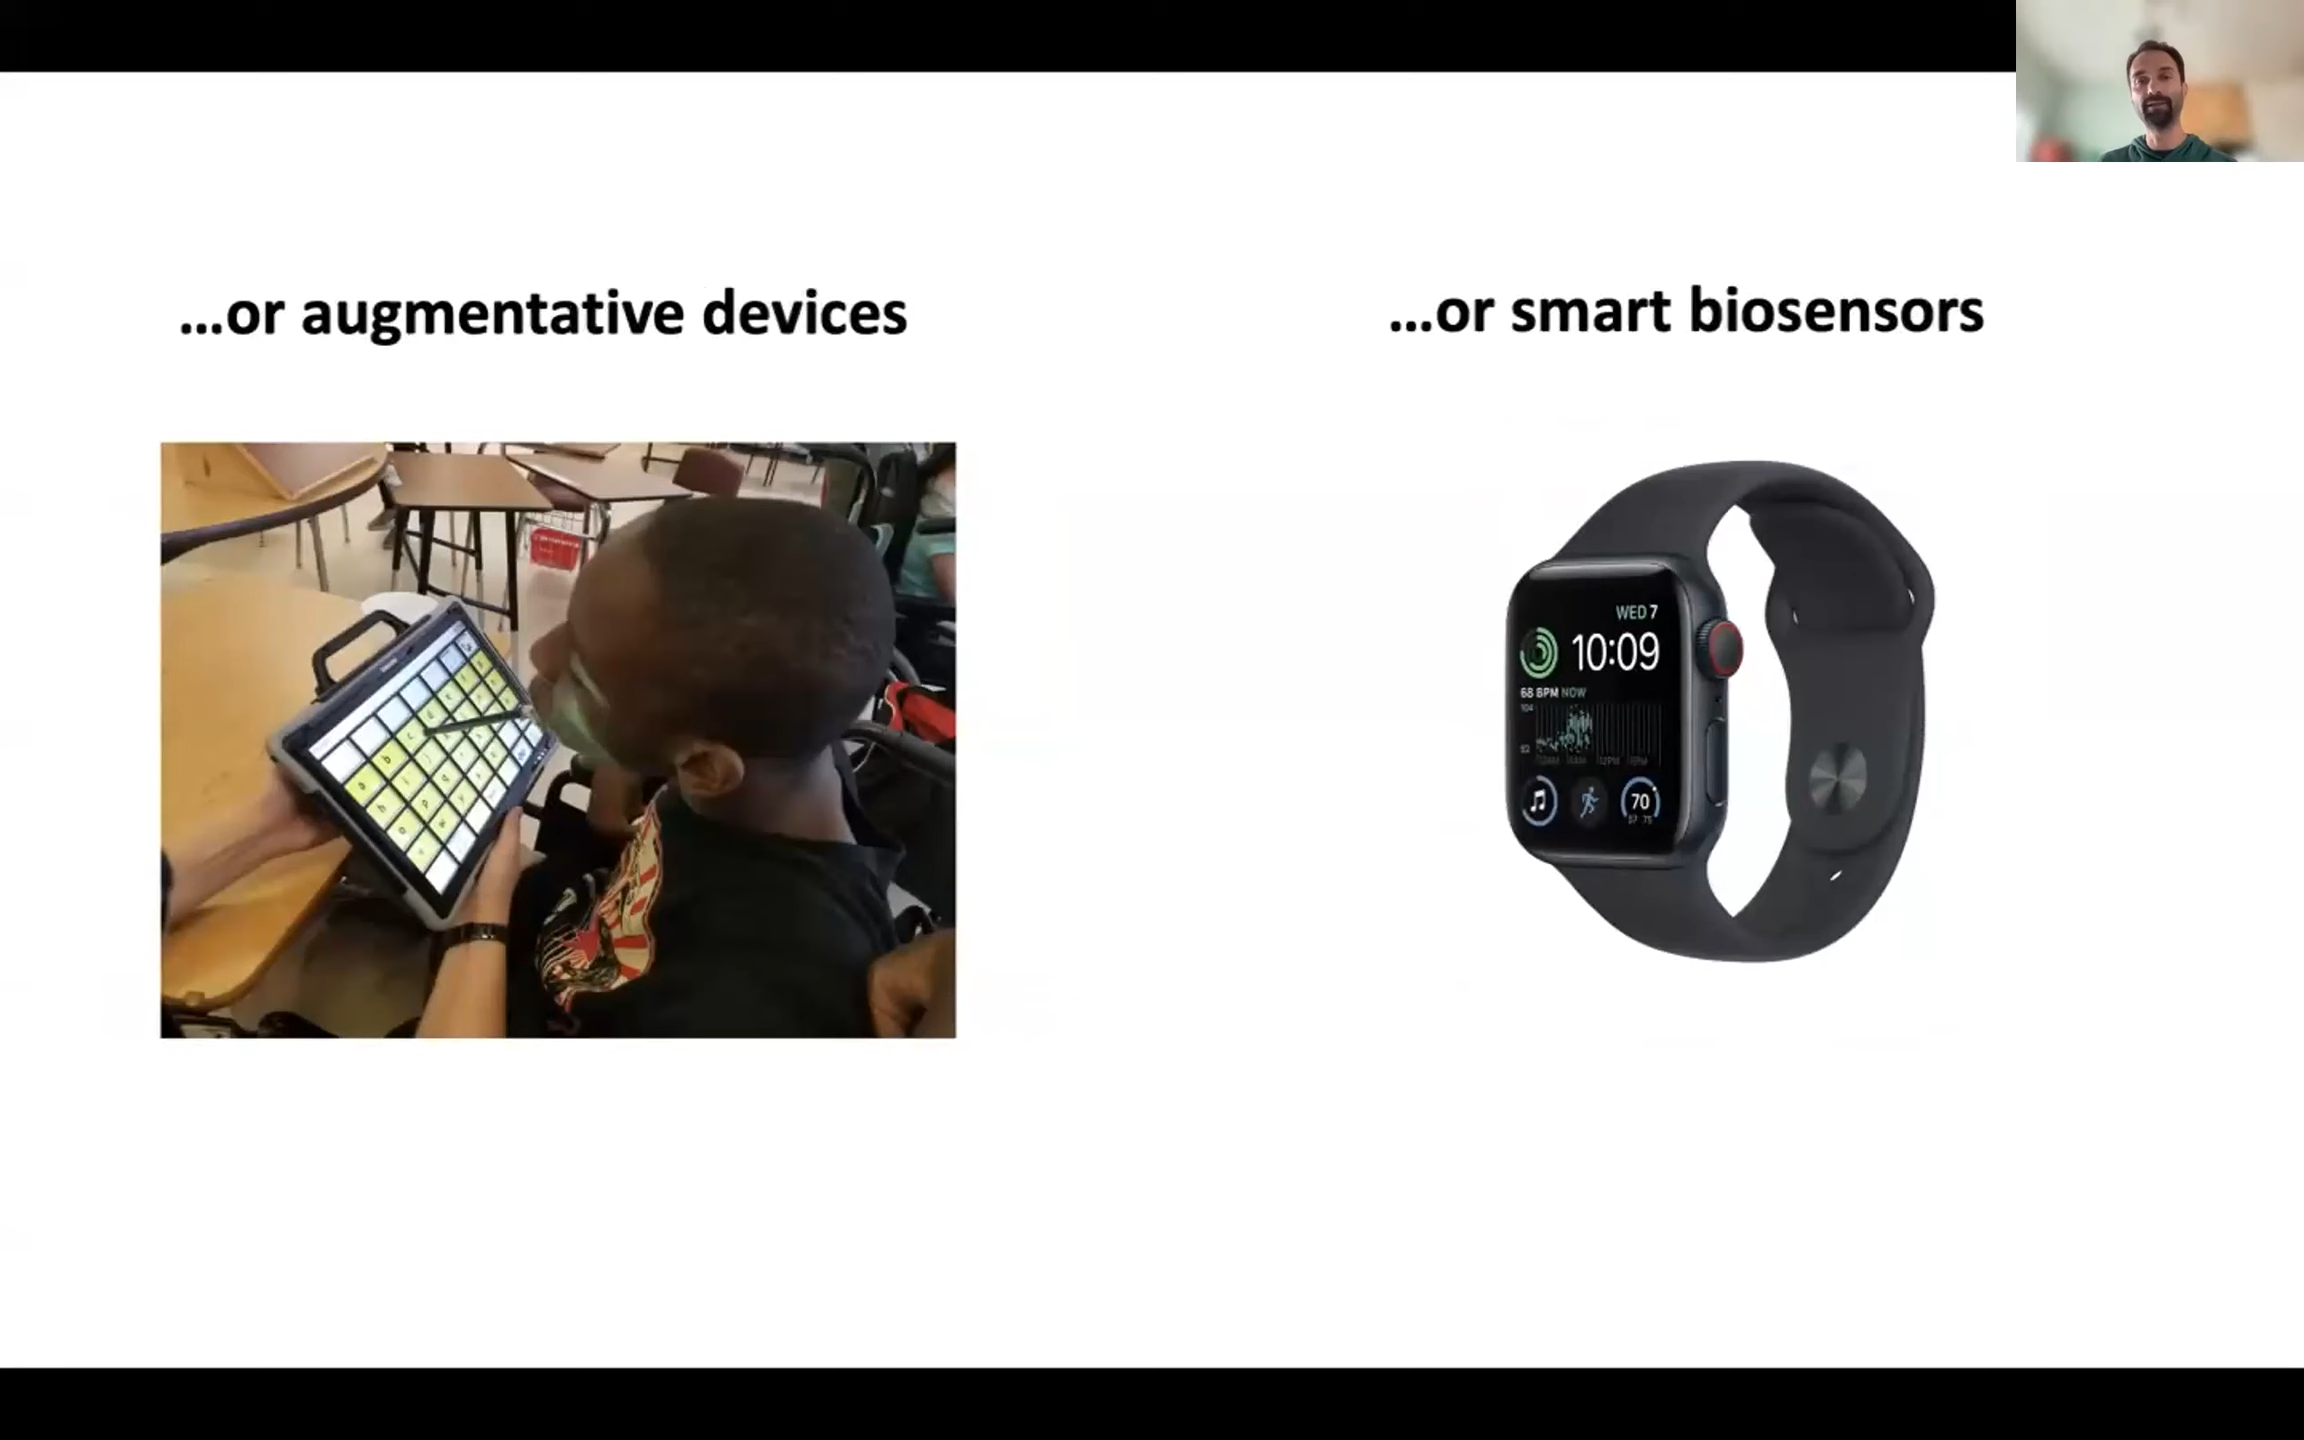 ...or augmentative devices
...or smart biosensors
WED 7
10:09
68 BPM NOW
70